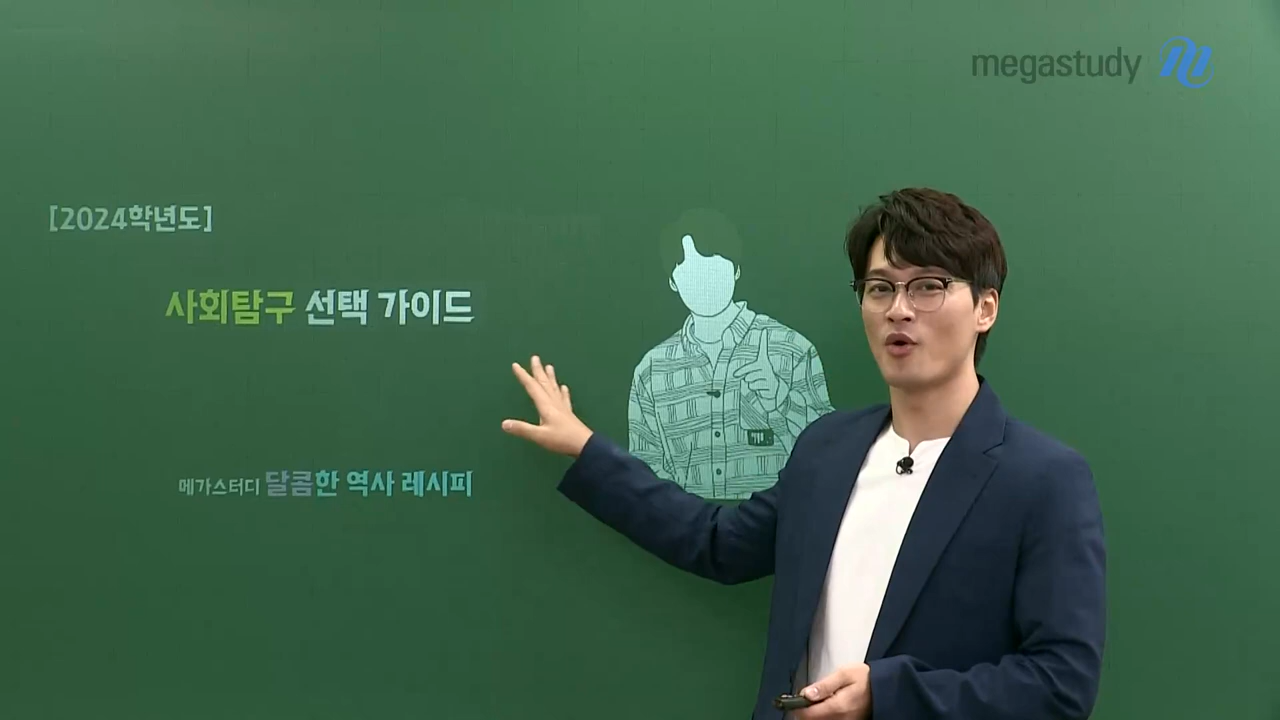 megastudy
[2024학년도]
사회탐구 선택 가이드
메가스터디 달콤한 역사 레시피